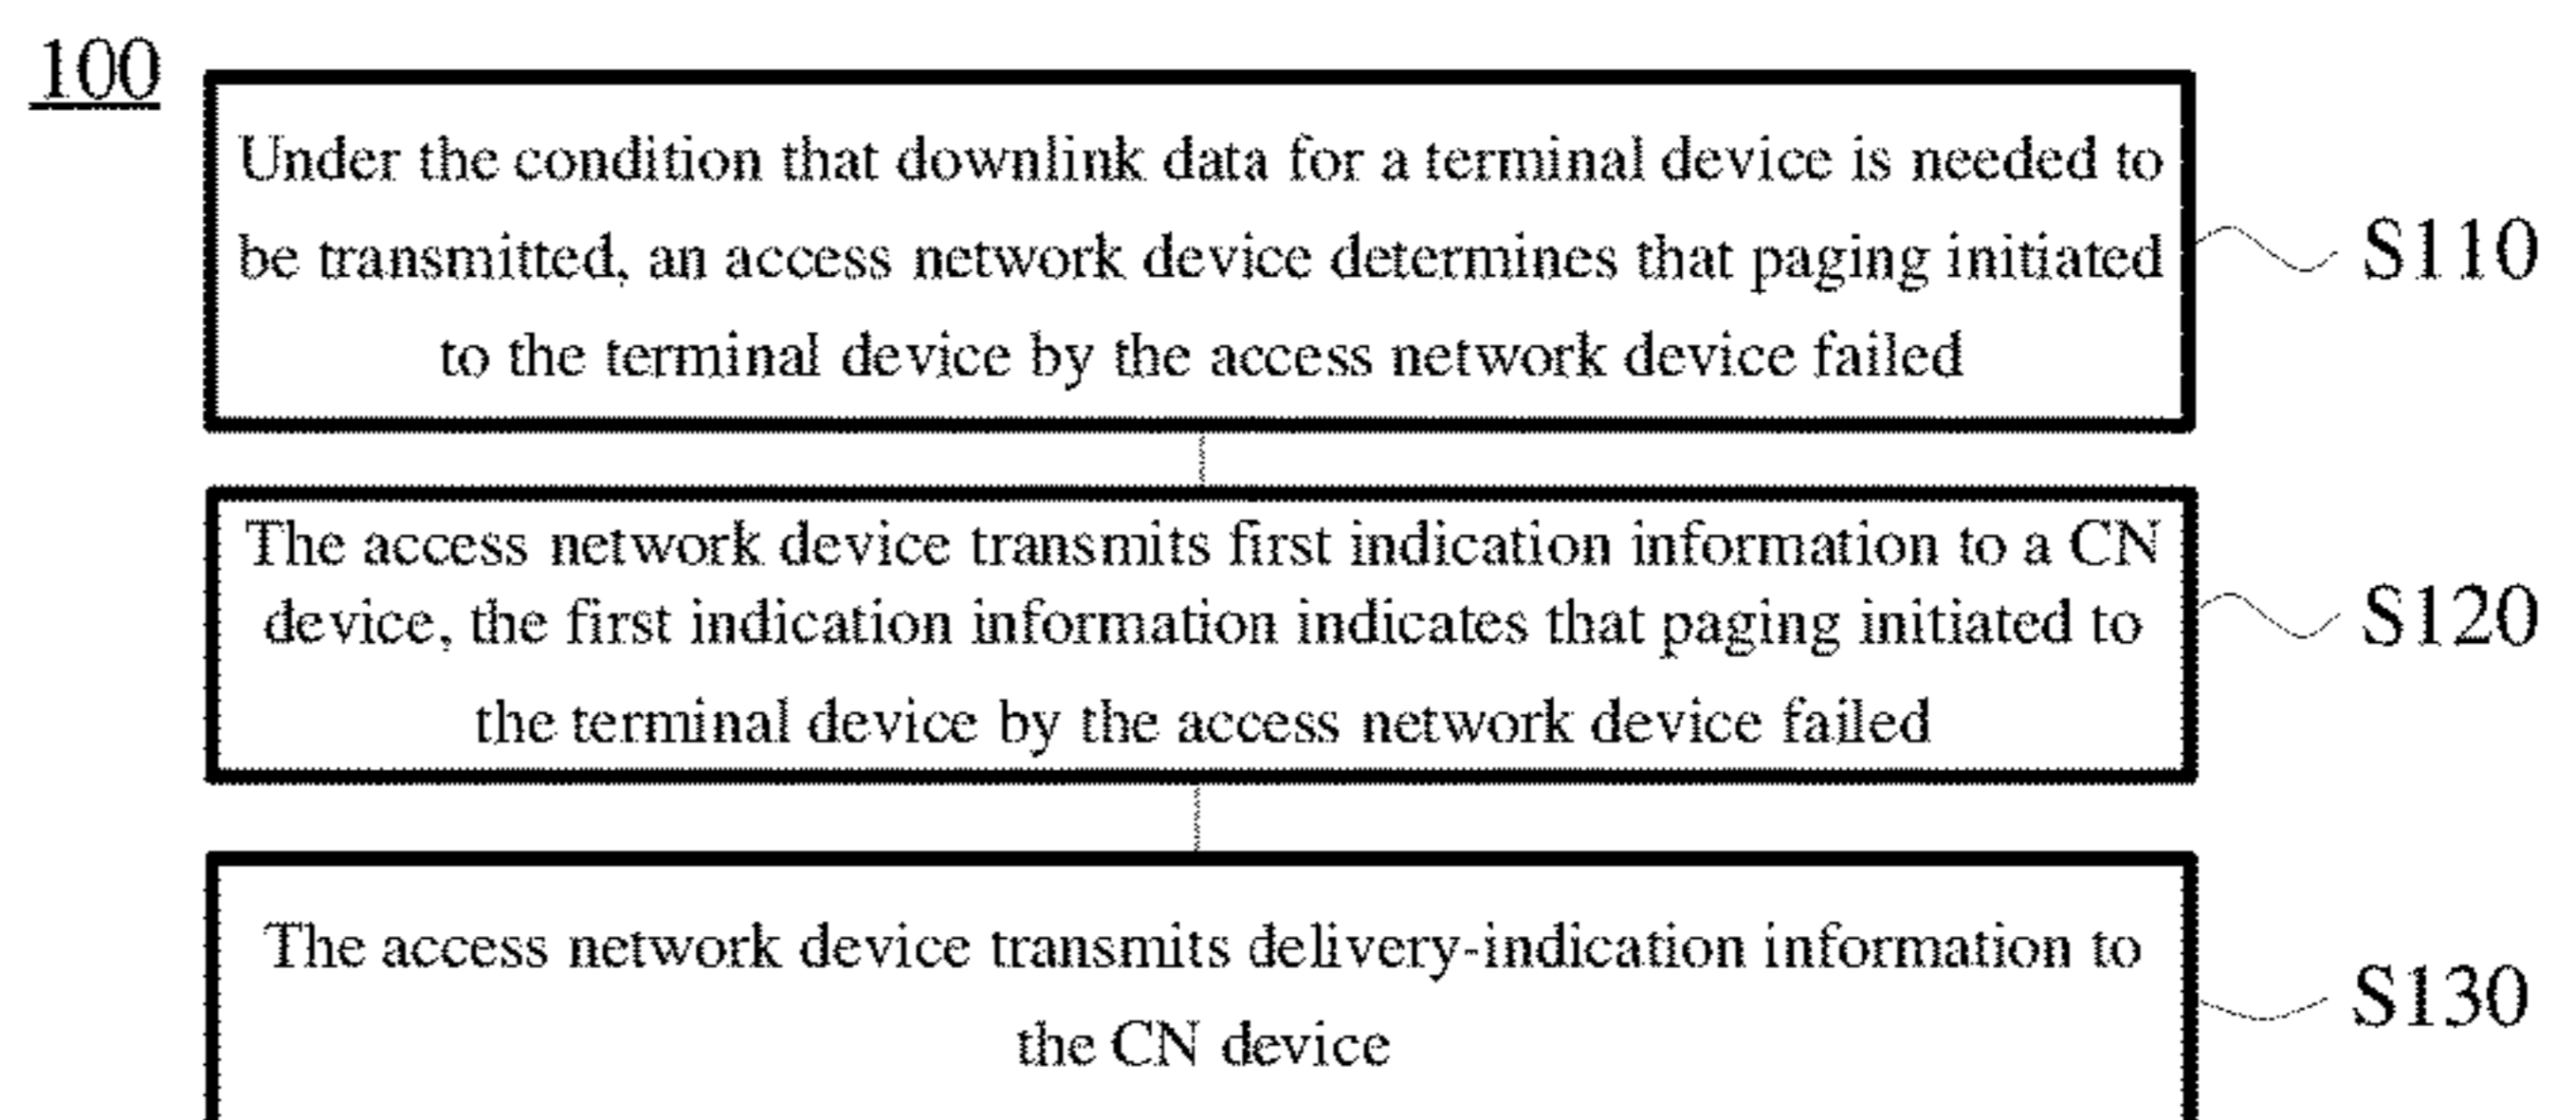 100
Under the condition that downlink data for a terminal device is needed to
be transmitted, an access network device determines that paging initiated
to the terminal device by the access network device failed
S110
The access network device transmits first indication information to a CN
device, the first indication information indicates that paging initiated to
the terminal device by the access network device failed
S120
The access network device transmits delivery-indication information to
the CN device
S130